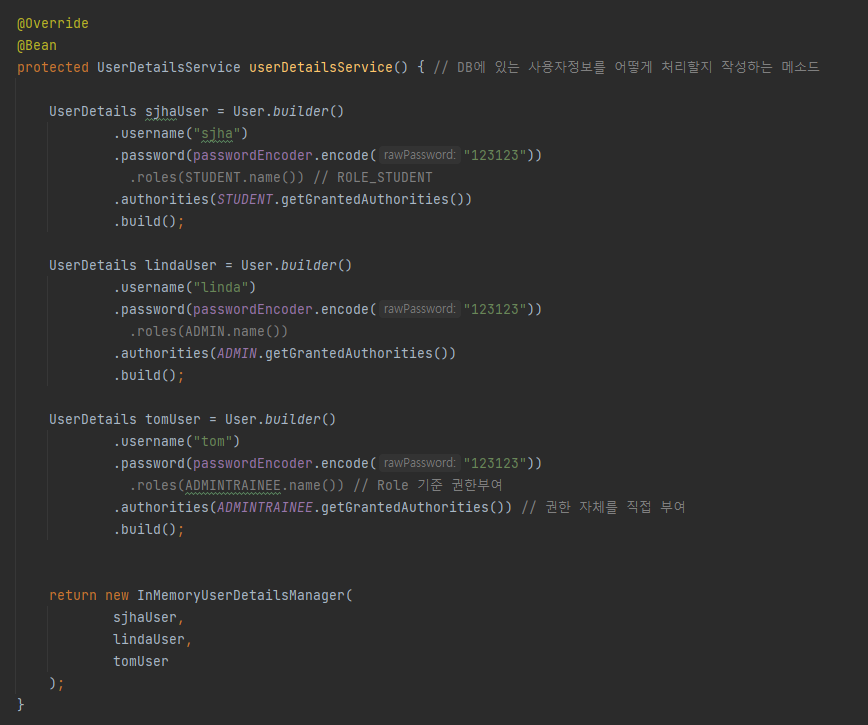 @Override
@Bean
protected UserDetailsService userDetailsService() { // DB에 있는 사용자정보를 어떻게 처리할지 작성하는 메소드
UserDetails sjhaUser = User.builder()
.username("sjha")
.password(passwordEncoder.encode( rawPassword: "123123"))
.roles(STUDENT.name()) // ROLE_STUDENT
.authorities(STUDENT.getGrantedAuthorities())
.build();
UserDetails lindaUser = User.builder()
.username("linda")
.password(passwordEncoder.encode( rawPassword: "123123"))
.roles(ADMIN.name())
.authorities(ADMIN.getGrantedAuthorities())
.build();
UserDetails tomUser = User.builder()
.username("tom")
.password(passwordEncoder.encode( rawPassword: "123123"))
.roles(ADMINTRAINEE.name()) // Role 기준 권한부여
.authorities(ADMINTRAINEE.getGrantedAuthorities()) // 권한 자체를 직접 부여
.build();
return new InMemoryUserDetailsManager(
sjhaUser,
lindaUser,
tomUser
);
}